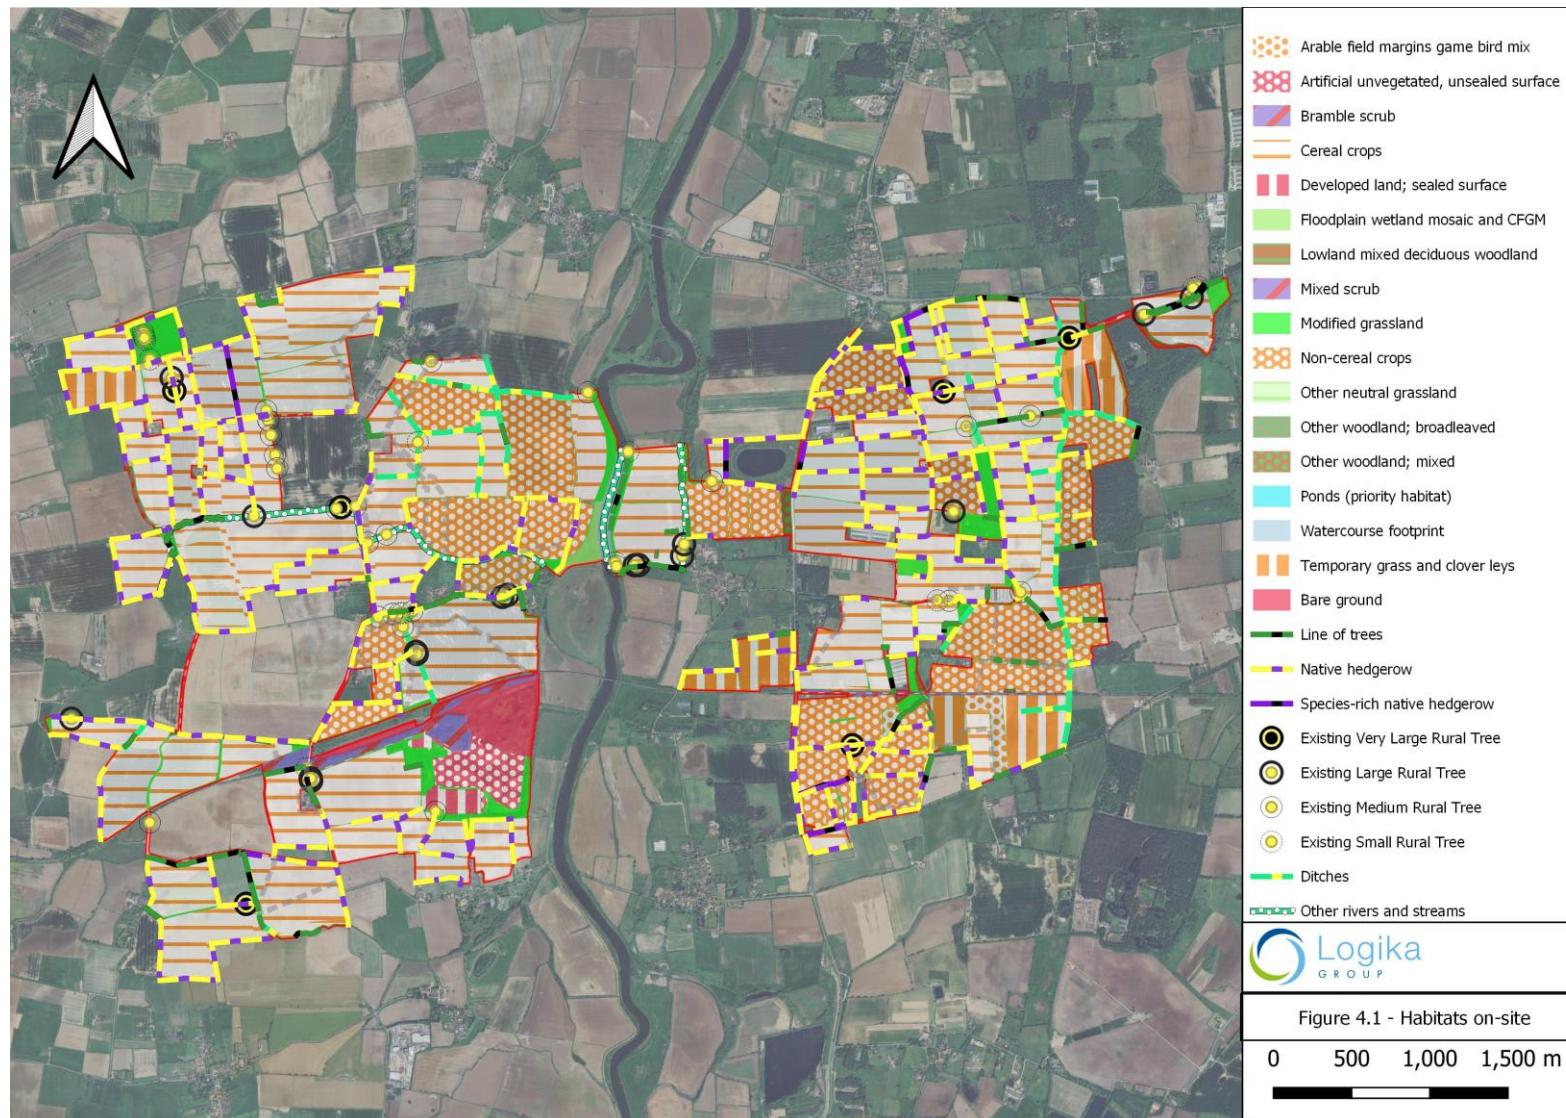 Arable field margins game bird mix
Artificial unvegetated, unsealed surface
Bramble scrub
Cereal crops
Developed land; sealed surface
Floodplain wetland mosaic and CFGM
Lowland mixed deciduous woodland
Mixed scrub
Modified grassland
Non-cereal crops
Other neutral grassland
Other woodland; broadleaved
Other woodland; mixed
Ponds (priority habitat)
Watercourse footprint
Temporary grass and clover leys
Bare ground
Line of trees
Native hedgerow
Species-rich native hedgerow
Existing Very Large Rural Tree
Existing Large Rural Tree
Existing Medium Rural Tree
Existing Small Rural Tree
Ditches
Other rivers and streams
Logika
GROUP
Figure 4.1 - Habitats on-site
0 500 1,000 1,500 m